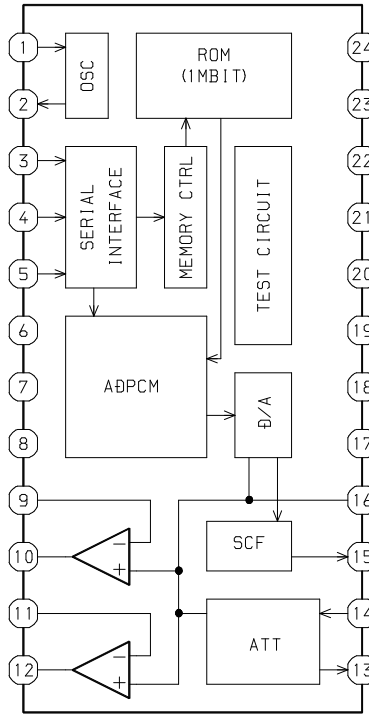 1
24
OSC
ROM
(1MBIT)
2
23
3
22
SERIAL
INTERFACE
MEMORY CTRL
TEST CIRCUIT
4
21
5
20
6
19
7
18
ADPCM
D/A
8
17
9
16
10
−
+
SCF
15
11
14
12
−
+
ATT
13